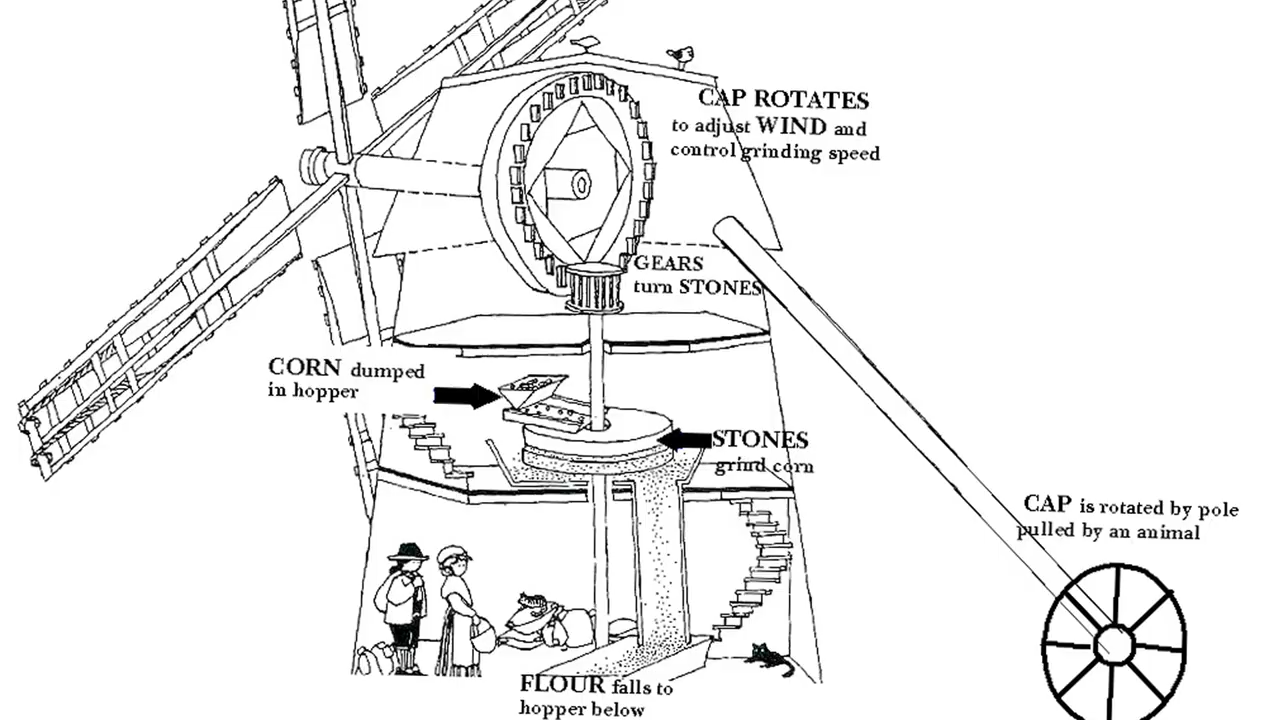 CAP ROTATES
to adjust WIND and
control grinding speed
GEARS
turn STONES
CORN dumped
in hopper
STONES
grind corn
CAP is rotated by pole
pulled by an animal
FLOUR falls to
hopper below